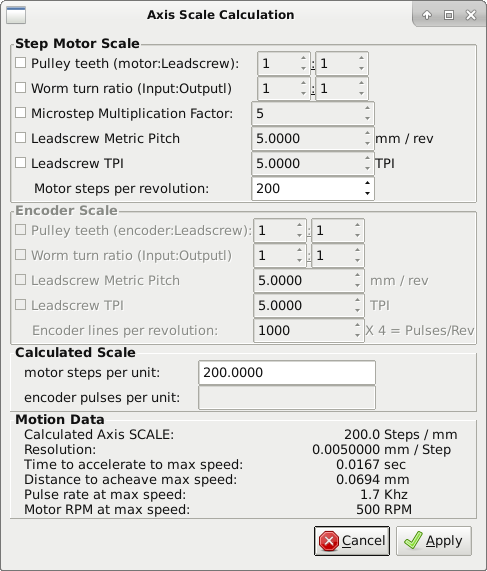 Axis Scale Calculation
Step Motor Scale
Pulley teeth (motor:Leadscrew): 1 : 1
Worm turn ratio (Input:Outputl) 1 : 1
Microstep Multiplication Factor: 5
Leadscrew Metric Pitch 5.0000 mm / rev
Leadscrew TPI 5.0000 TPI
Motor steps per revolution: 200
Encoder Scale
Pulley teeth (encoder:Leadscrew): 1 : 1
Worm turn ratio (Input:Outputl) 1 : 1
Leadscrew Metric Pitch 5.0000 mm / rev
Leadscrew TPI 5.0000 TPI
Encoder lines per revolution: 1000 X 4 = Pulses/Rev
Calculated Scale
motor steps per unit: 200.0000
encoder pulses per unit:
Motion Data
Calculated Axis SCALE: 200.0 Steps / mm
Resolution: 0.0050000 mm / Step
Time to accelerate to max speed: 0.0167 sec
Distance to acheave max speed: 0.0694 mm
Pulse rate at max speed: 1.7 Khz
Motor RPM at max speed: 500 RPM
Cancel Apply